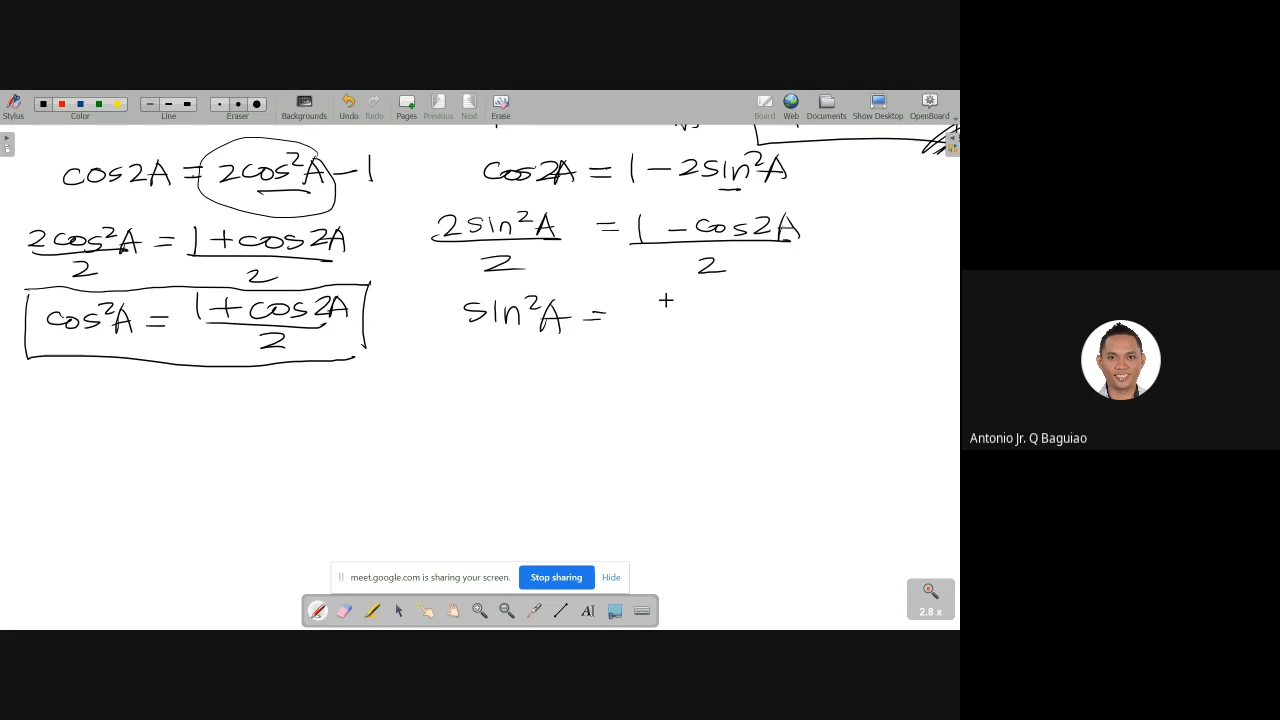 Stylus Color Line Eraser Backgrounds Undo Redo Pages Previous Next Erase Board Web Documents Show Desktop OpenBoard
cos2A = 2cos²A - 1
2cos²A / 2 = 1 + cos2A / 2
cos²A = 1 + cos2A / 2
cos2A = 1 - 2sin²A
2sin²A / 2 = 1 - cos2A / 2
sin²A =
Antonio Jr. Q Baguiao
meet.google.com is sharing your screen. Stop sharing Hide
AI
2.8 x